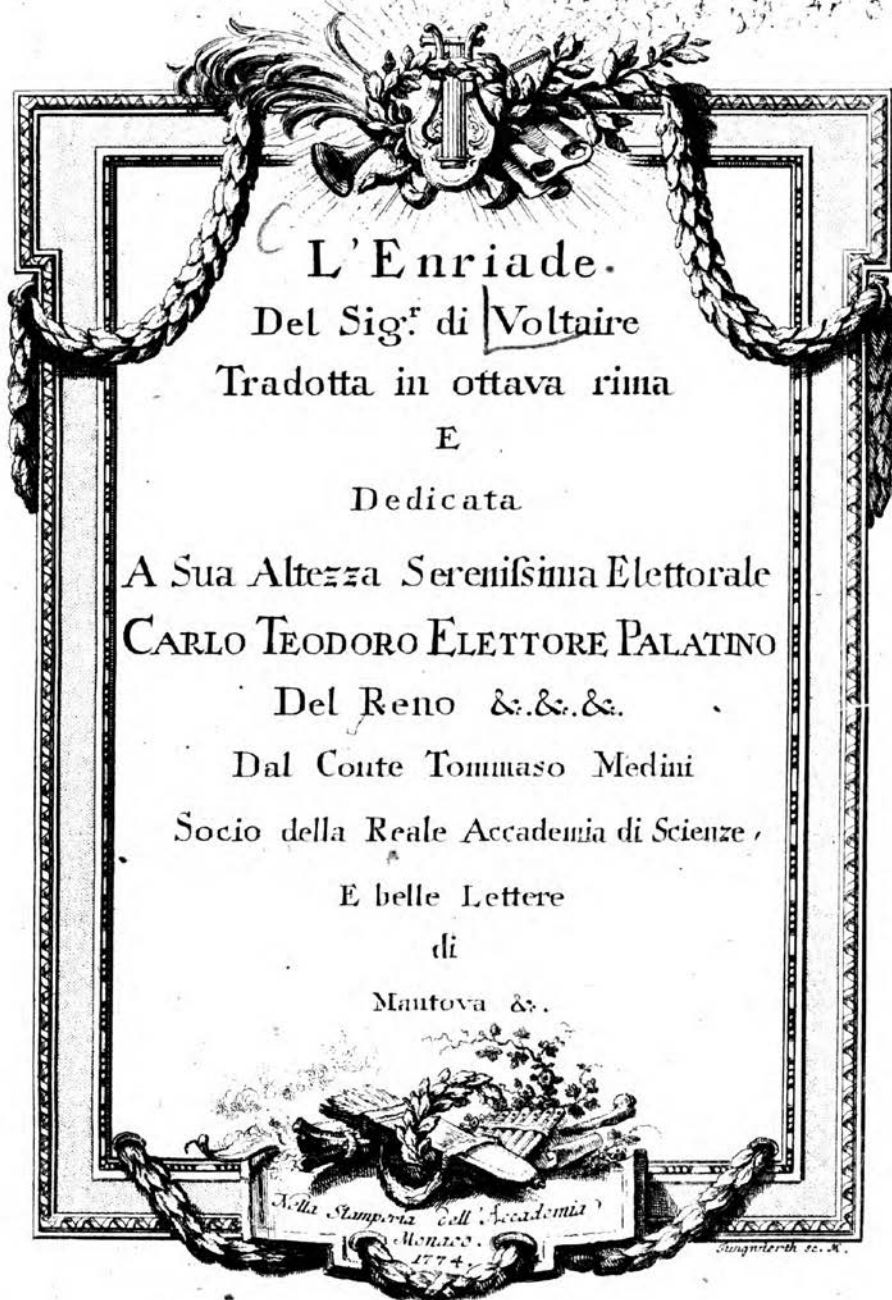 L'Enriade.
Del Sig.r di Voltaire
Tradotta in ottava rima
E
Dedicata
A Sua Altezza Sereniſsima Elettorale
CARLO TEODORO ELETTORE PALATINO
Del Reno &.&.&.
Dal Conte Tommaso Medini
Socio della Reale Accademia di Scienze,
E belle Lettere
di
Mantova &.
Nella Stamperia dell'Accademia
Monaco.
1774.
Jungwierth sc. M.